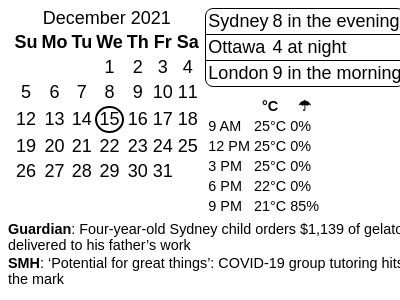 December 2021
Su Mo Tu We Th Fr Sa
1 2 3 4
5 6 7 8 9 10 11
12 13 14 15 16 17 18
19 20 21 22 23 24 25
26 27 28 29 30 31
Sydney 8 in the evening
Ottawa 4 at night
London 9 in the morning
°C ☂
9 AM 25°C 0%
12 PM 25°C 0%
3 PM 25°C 0%
6 PM 22°C 0%
9 PM 21°C 85%
Guardian: Four-year-old Sydney child orders $1,139 of gelato
delivered to his father’s work
SMH: ‘Potential for great things’: COVID-19 group tutoring hits
the mark